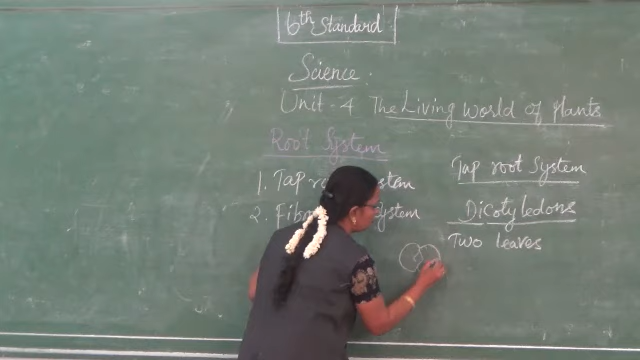 6th Standard
Science
Unit - 4 The Living World of Plants
Root System
1. Tap
2.
System
Tap root System
Dicotyledons
Two leaves